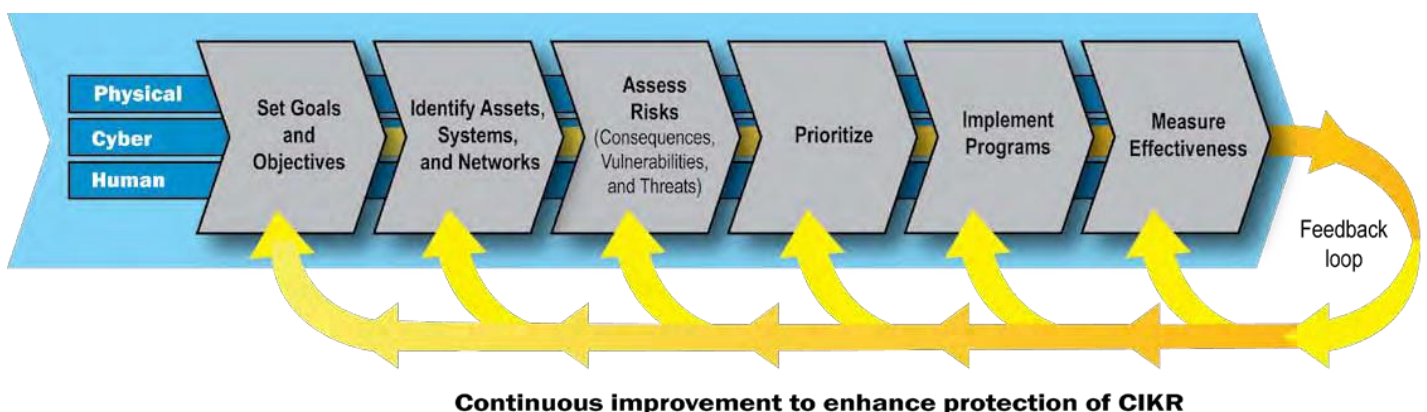 Physical
Cyber
Human
Set Goals
and
Objectives
Identify Assets,
Systems,
and Networks
Assess
Risks
(Consequences,
Vulnerabilities,
and Threats)
Prioritize
Implement
Programs
Measure
Effectiveness
Feedback
loop
Continuous improvement to enhance protection of CIKR